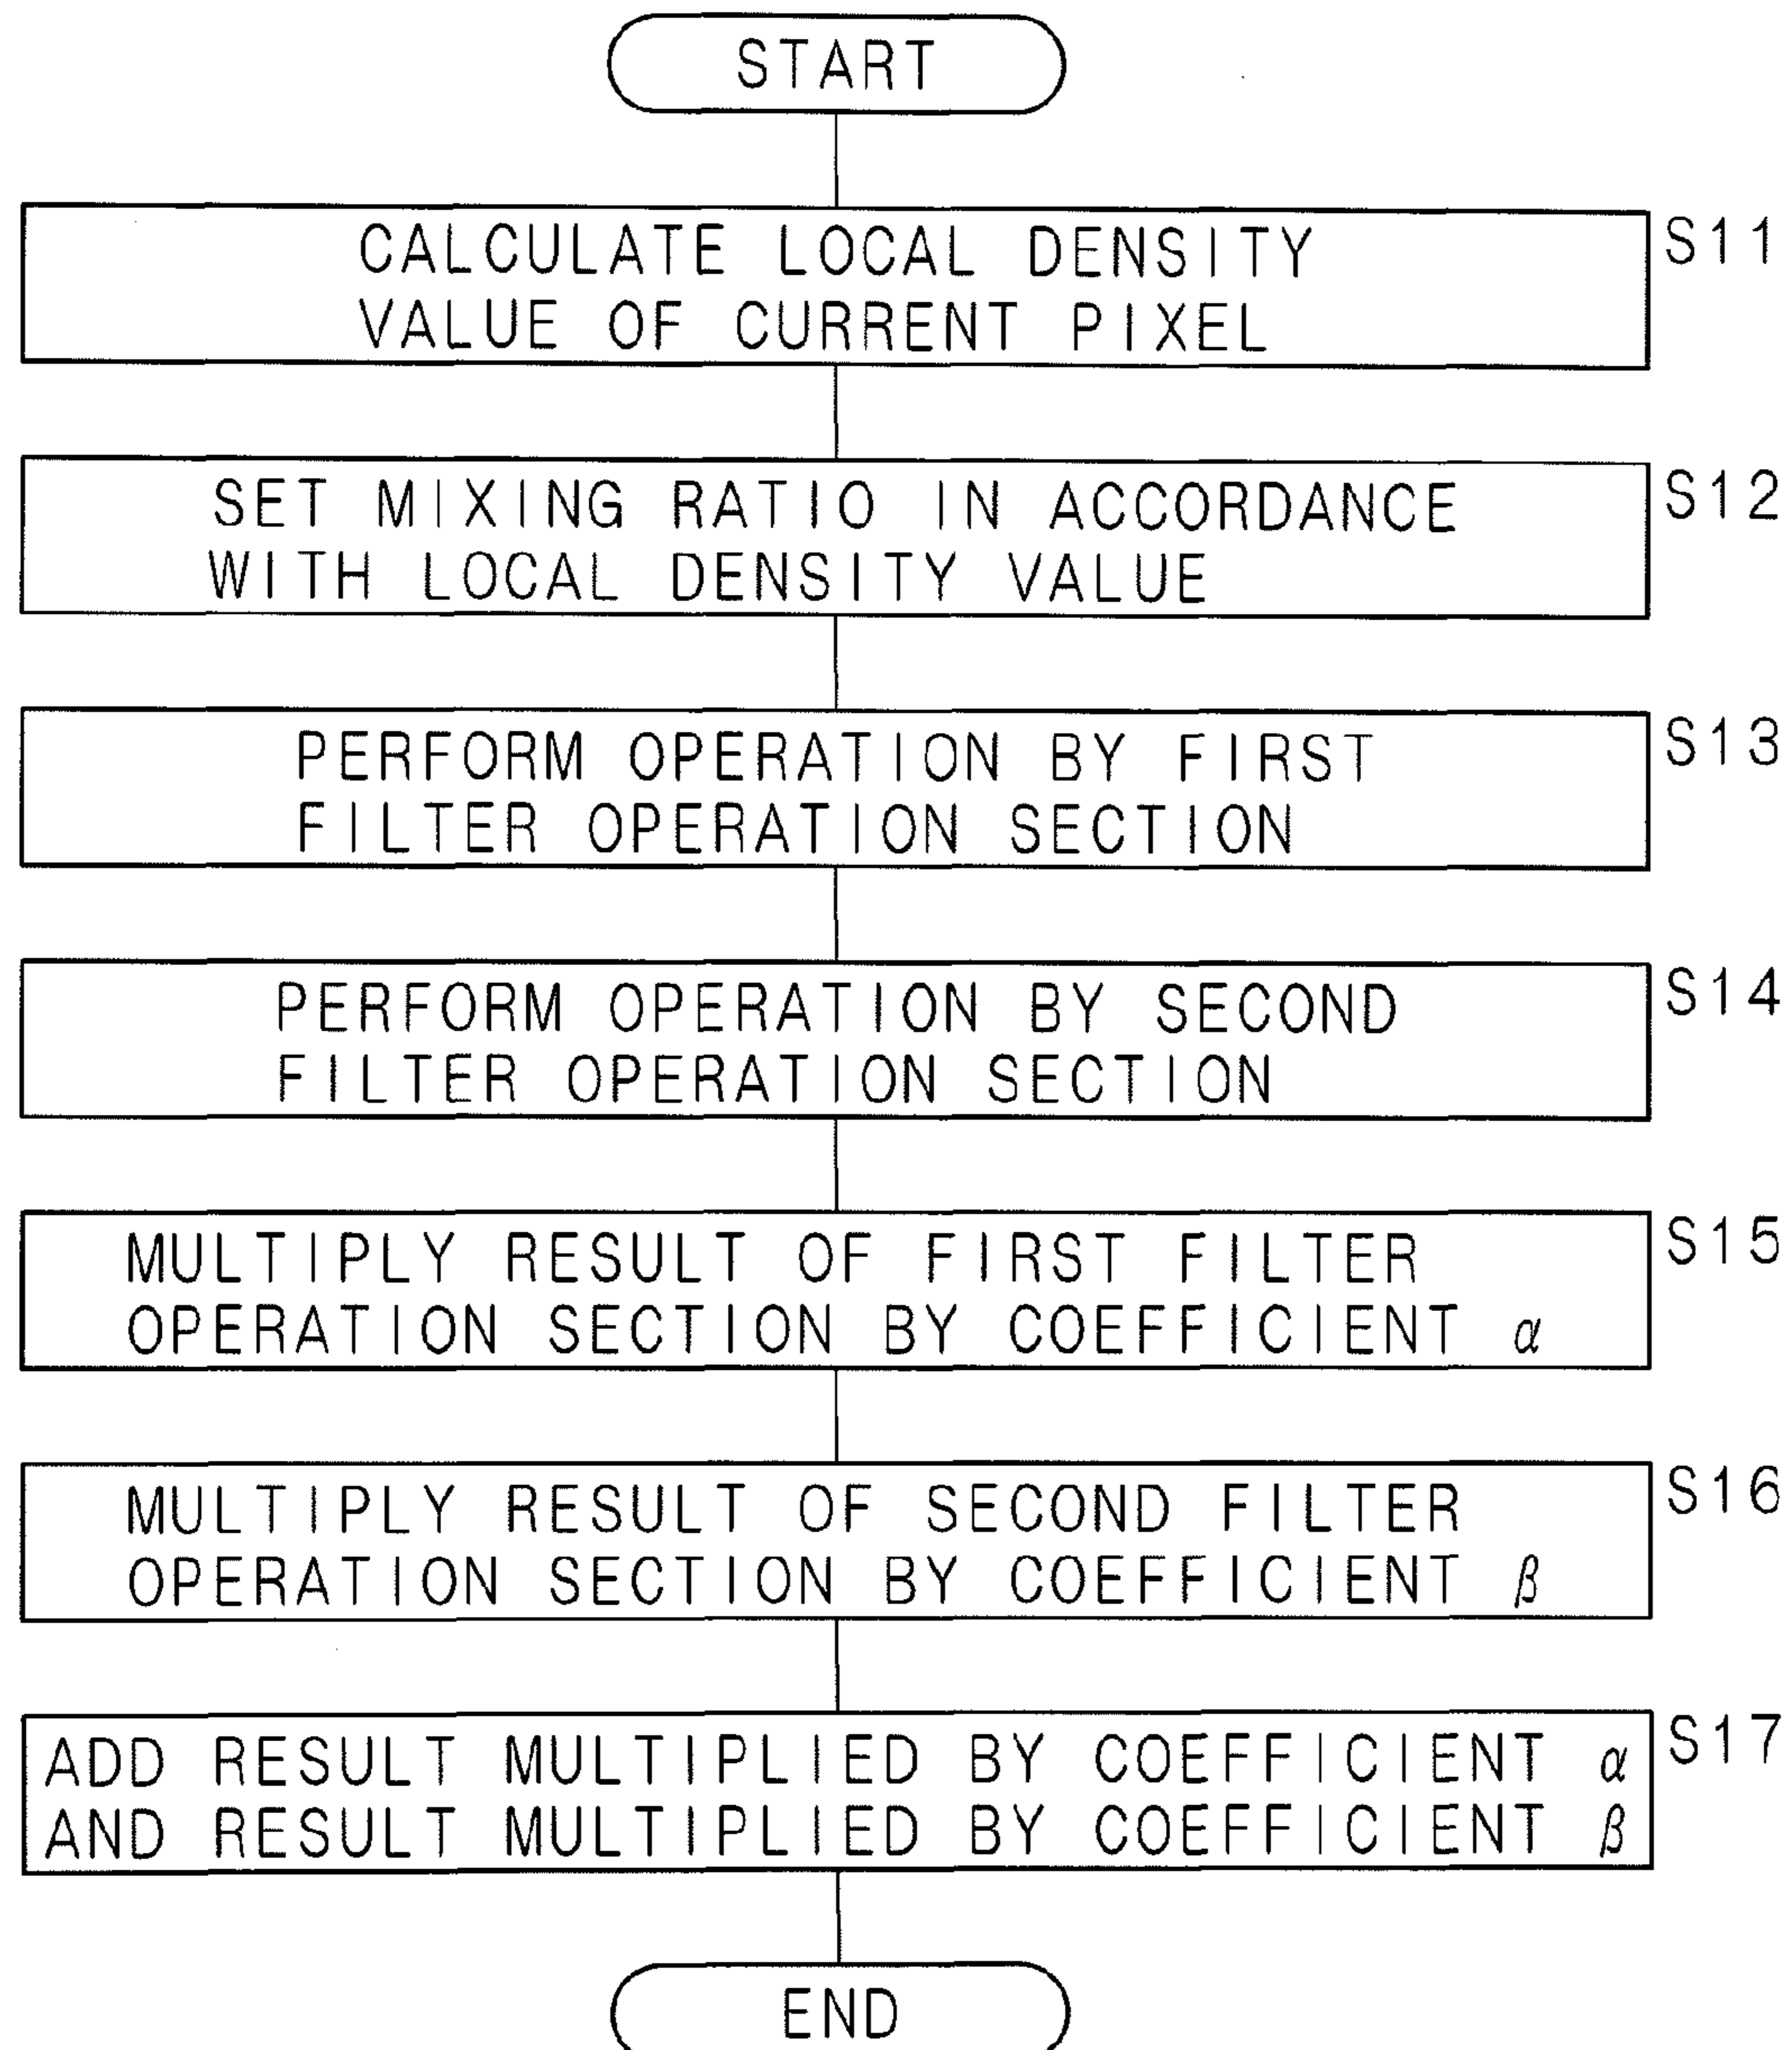 START
CALCULATE LOCAL DENSITY
VALUE OF CURRENT PIXEL
S11
SET MIXING RATIO IN ACCORDANCE
WITH LOCAL DENSITY VALUE
S12
PERFORM OPERATION BY FIRST
FILTER OPERATION SECTION
S13
PERFORM OPERATION BY SECOND
FILTER OPERATION SECTION
S14
MULTIPLY RESULT OF FIRST FILTER
OPERATION SECTION BY COEFFICIENT α
S15
MULTIPLY RESULT OF SECOND FILTER
OPERATION SECTION BY COEFFICIENT β
S16
ADD RESULT MULTIPLIED BY COEFFICIENT α
AND RESULT MULTIPLIED BY COEFFICIENT β
S17
END